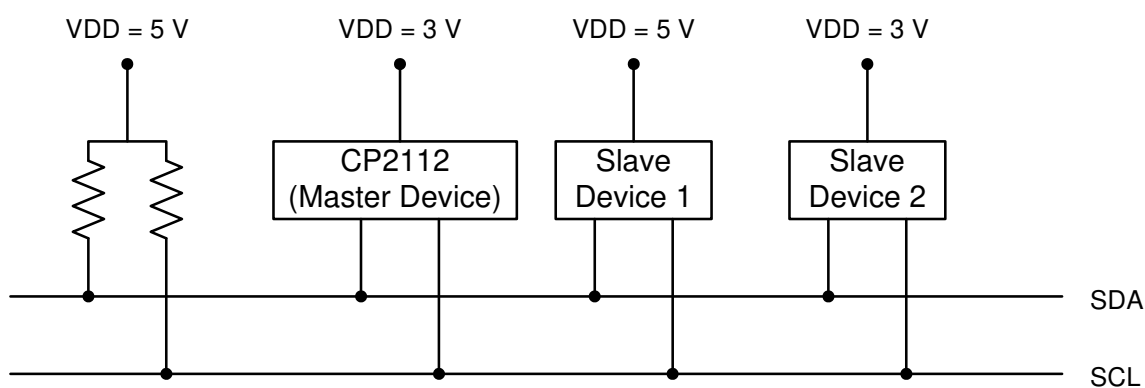 VDD = 5 V
VDD = 3 V
VDD = 5 V
VDD = 3 V
CP2112
(Master Device)
Slave
Device 1
Slave
Device 2
SDA
SCL